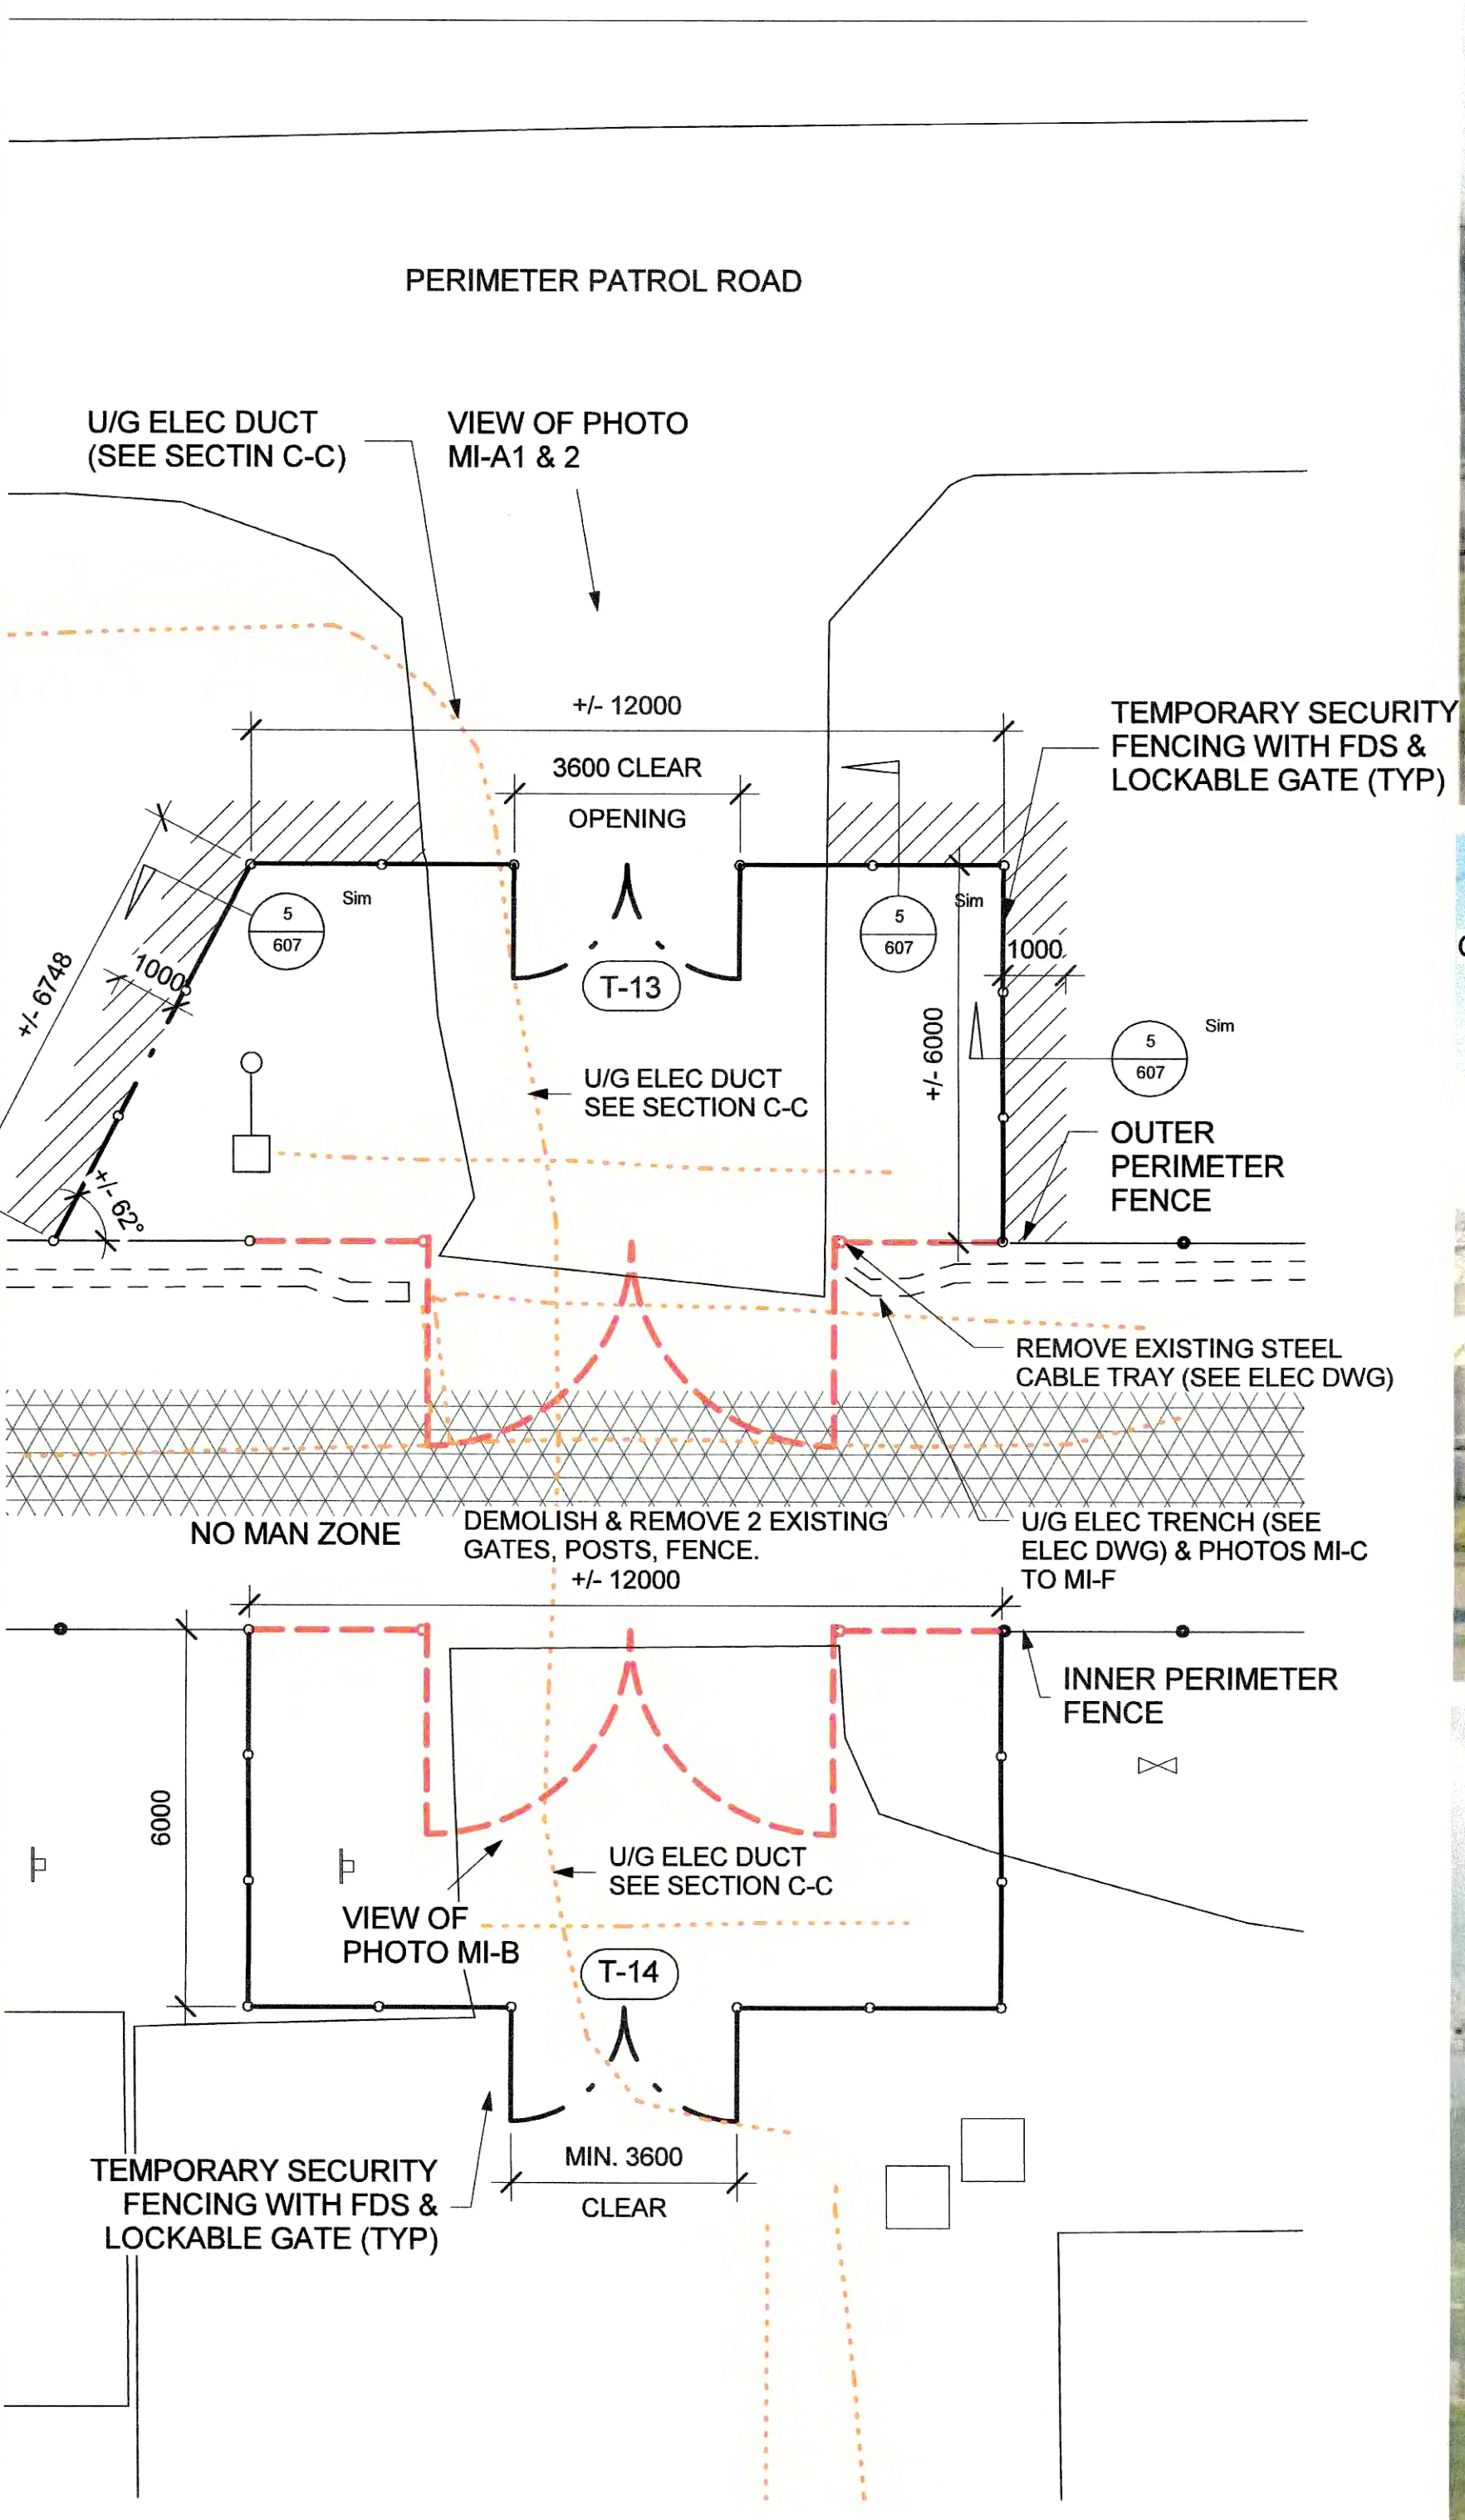 PERIMETER PATROL ROAD
U/G ELEC DUCT
(SEE SECTIN C-C)
VIEW OF PHOTO
MI-A1 & 2
+/- 12000
TEMPORARY SECURITY
FENCING WITH FDS &
LOCKABLE GATE (TYP)
3600 CLEAR
OPENING
5
607
Sim
5
607
Sim
+/- 6748
1000
T-13
1000
+/- 6000
5
607
Sim
U/G ELEC DUCT
SEE SECTION C-C
OUTER
PERIMETER
FENCE
+/- 62°
REMOVE EXISTING STEEL
CABLE TRAY (SEE ELEC DWG)
NO MAN ZONE
DEMOLISH & REMOVE 2 EXISTING
GATES, POSTS, FENCE.
U/G ELEC TRENCH (SEE
ELEC DWG) & PHOTOS MI-C
TO MI-F
+/- 12000
INNER PERIMETER
FENCE
6000
U/G ELEC DUCT
SEE SECTION C-C
VIEW OF
PHOTO MI-B
T-14
MIN. 3600
CLEAR
TEMPORARY SECURITY
FENCING WITH FDS &
LOCKABLE GATE (TYP)